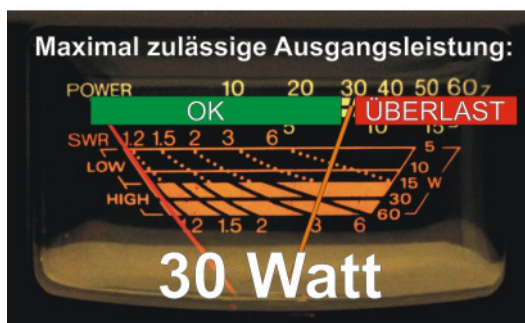 Maximal zulässige Ausgangsleistung:
POWER 10 20 30 40 50 60
OK ÜBERLAST
SWR 1.2 1.5 2 3 6 5 10 15
LOW 5
10
15 W
HIGH 30
60
1.2 1.5 2 3 6
30 Watt